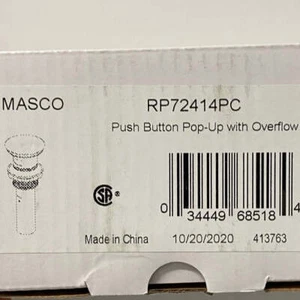 MASCO RP72414PC
Push Button Pop-Up with Overflow
SA
0 34449 68518 4
Made in China 10/20/2020 413763